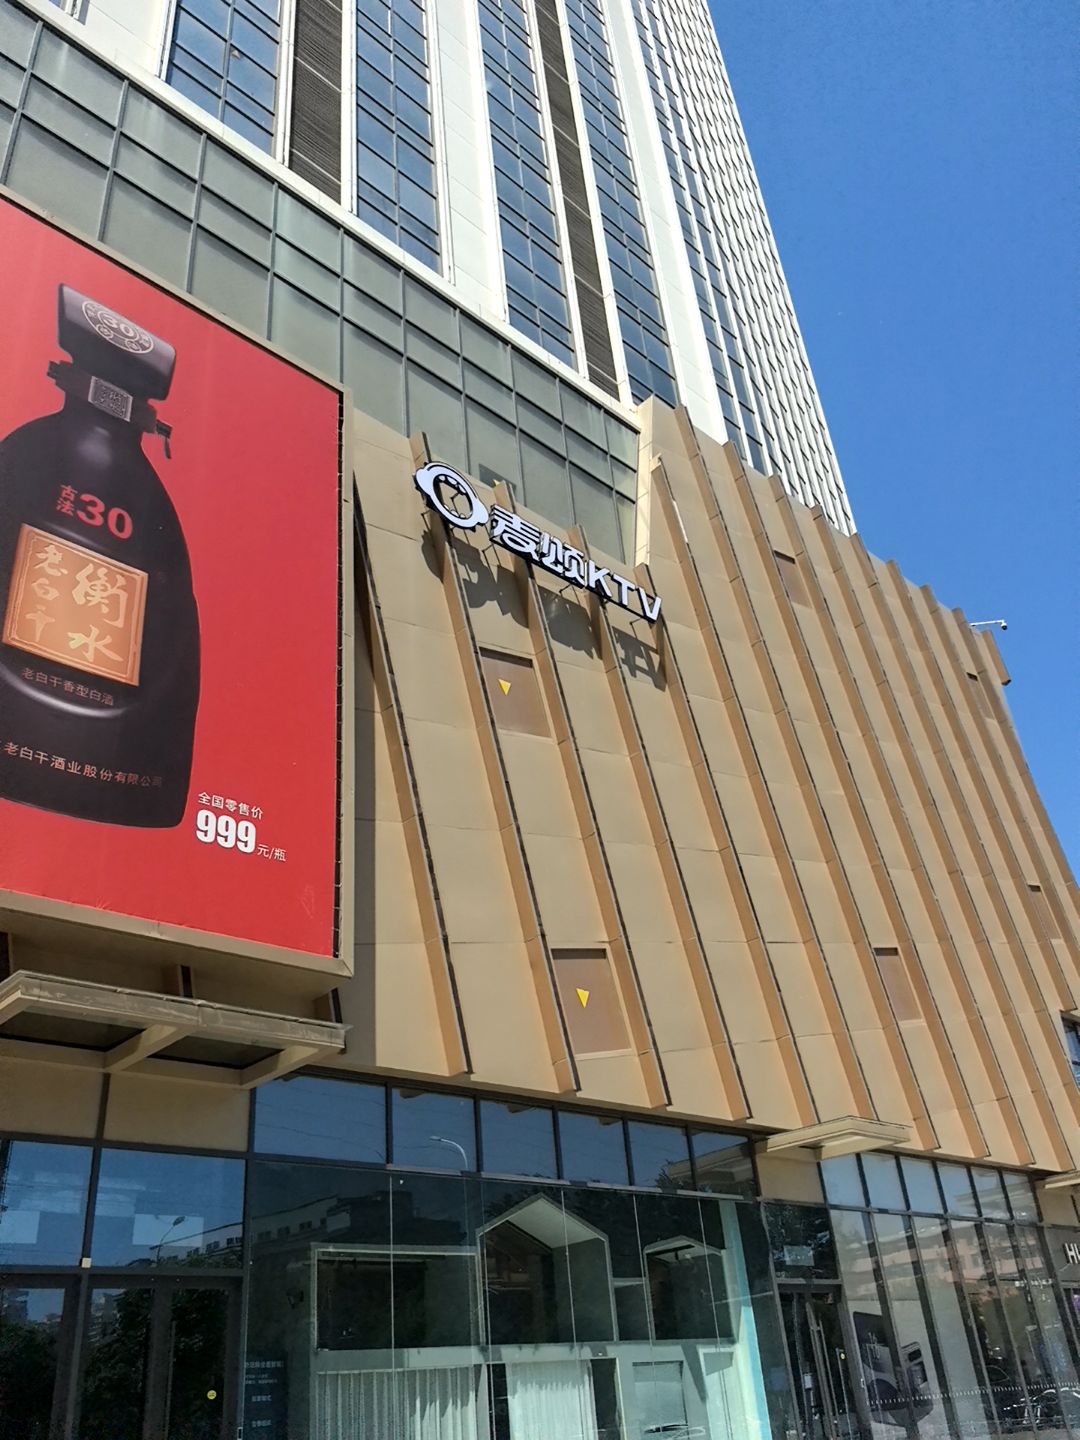 30
古法30
衡水
老白干
老白干香型白酒
老白干酒业股份有限公司
全国零售价
999元/瓶
麦颂KTV
H